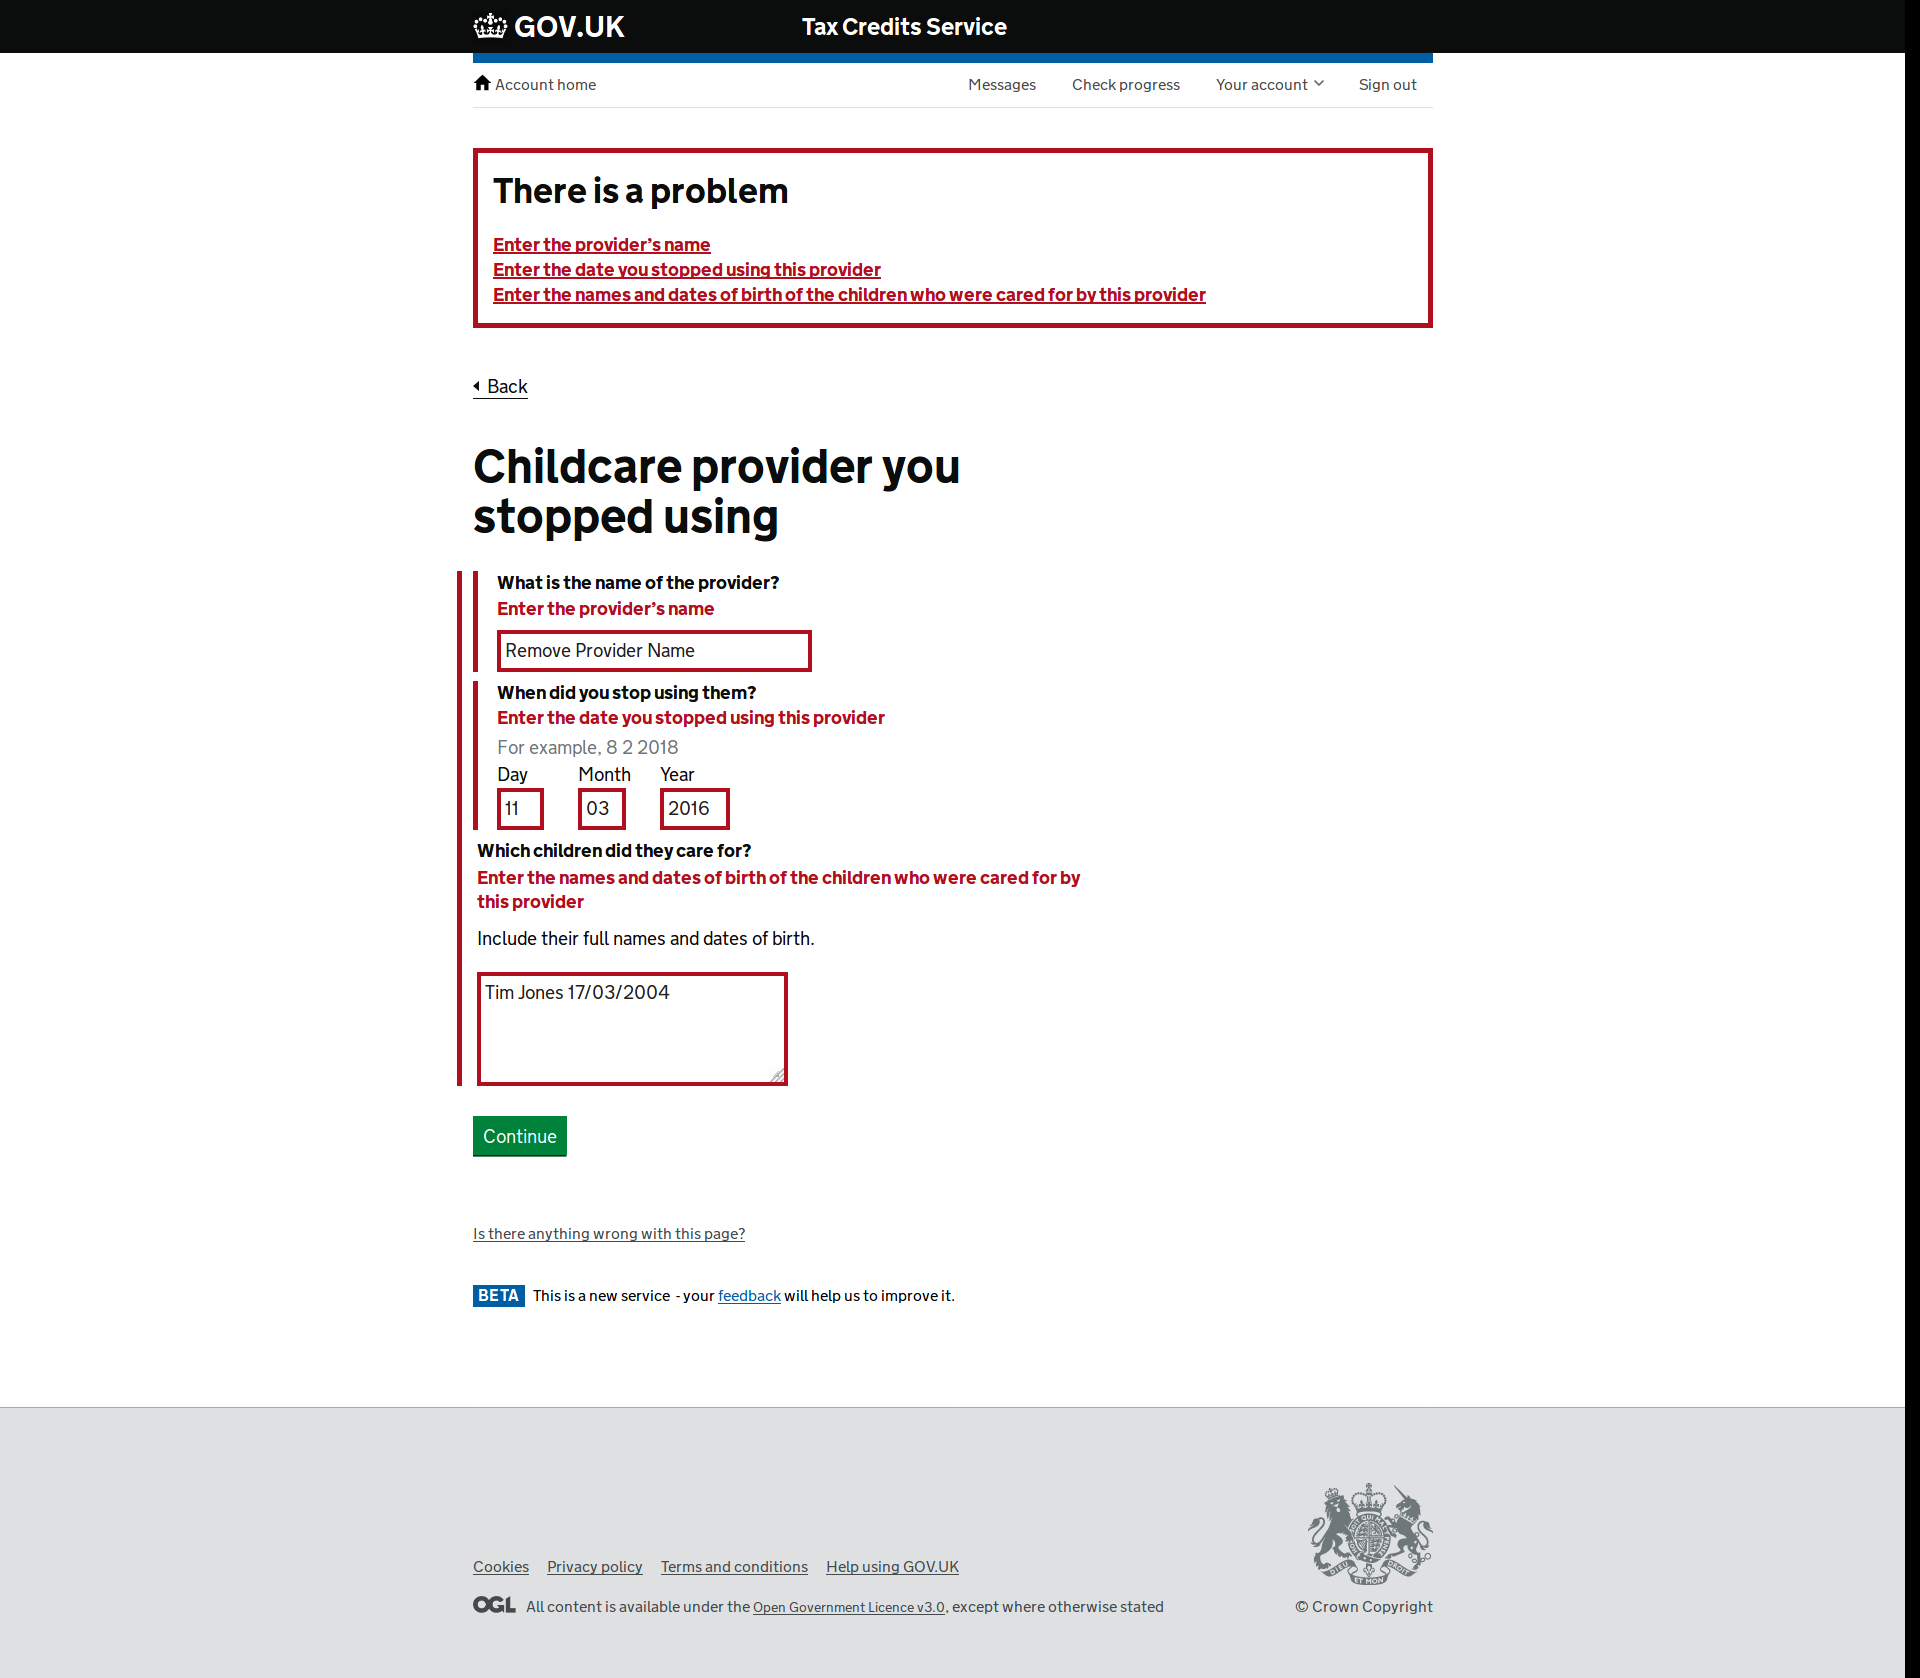 GOV.UK
Tax Credits Service
Account home
Messages
Check progress
Your account
Sign out
There is a problem
Enter the provider’s name
Enter the date you stopped using this provider
Enter the names and dates of birth of the children who were cared for by this provider
Back
Childcare provider you
stopped using
What is the name of the provider?
Enter the provider’s name
Remove Provider Name
When did you stop using them?
Enter the date you stopped using this provider
For example, 8 2 2018
Day Month Year
11 03 2016
Which children did they care for?
Enter the names and dates of birth of the children who were cared for by
this provider
Include their full names and dates of birth.
Tim Jones 17/03/2004
Continue
Is there anything wrong with this page?
BETA This is a new service - your feedback will help us to improve it.
Cookies Privacy policy Terms and conditions Help using GOV.UK
OGL All content is available under the Open Government Licence v3.0, except where otherwise stated
© Crown Copyright